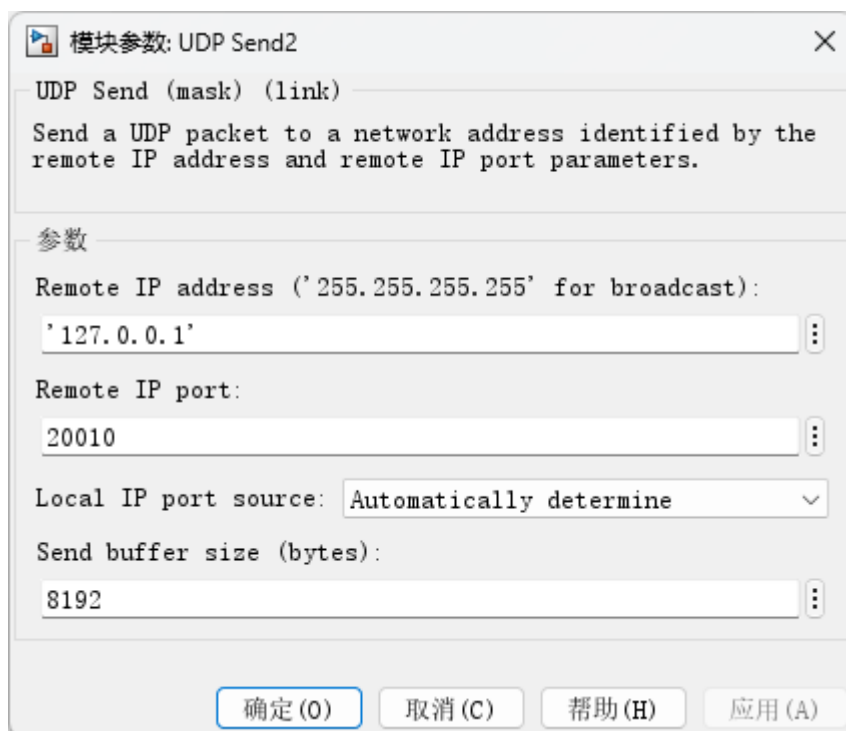 模块参数: UDP Send2
UDP Send (mask) (link)
Send a UDP packet to a network address identified by the
remote IP address and remote IP port parameters.
参数
Remote IP address ('255.255.255.255' for broadcast):
'127.0.0.1'
Remote IP port:
20010
Local IP port source: Automatically determine
Send buffer size (bytes):
8192
确定(O) 取消(C) 帮助(H) 应用(A)